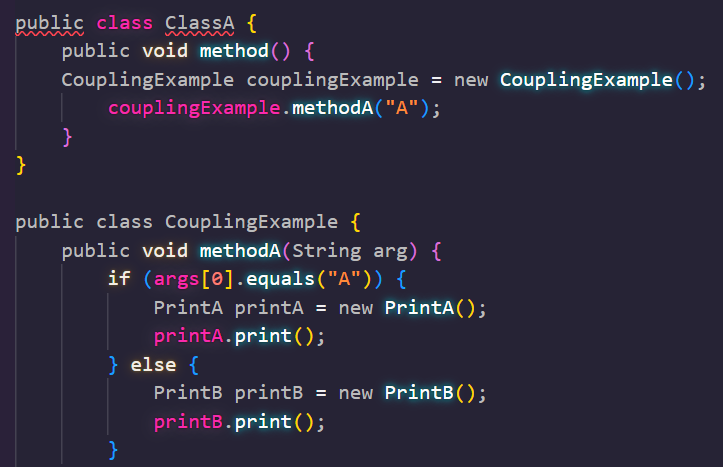 public class ClassA {
public void method() {
CouplingExample couplingExample = new CouplingExample();
couplingExample.methodA("A");
}
}
public class CouplingExample {
public void methodA(String arg) {
if (args[0].equals("A")) {
PrintA printA = new PrintA();
printA.print();
} else {
PrintB printB = new PrintB();
printB.print();
}